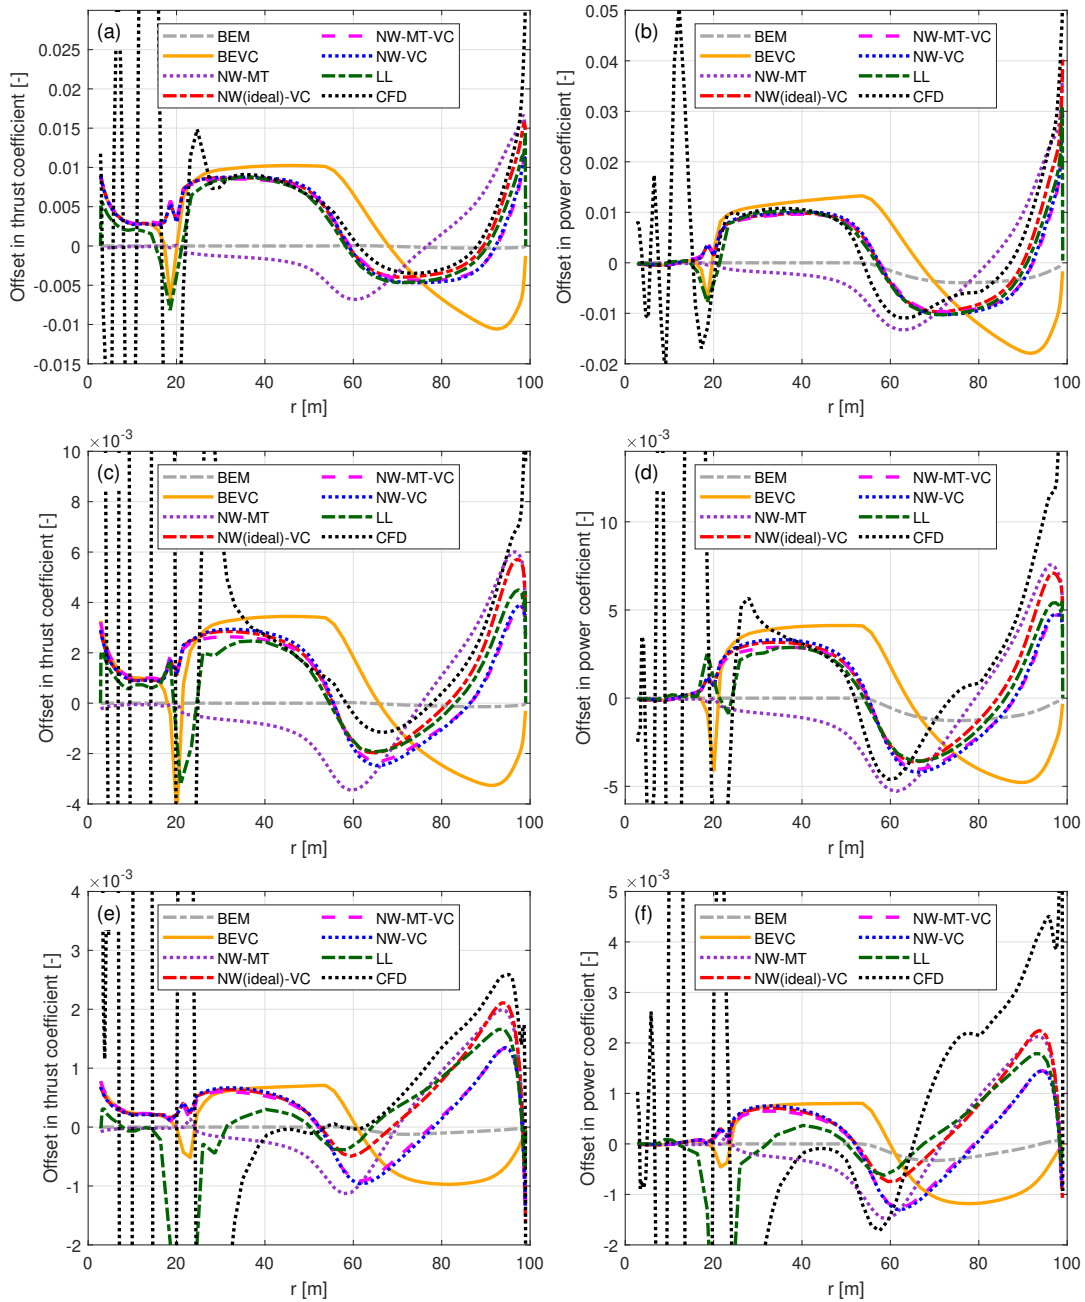 (a)
BEM
BEVC
NW-MT
NW(ideal)-VC
NW-MT-VC
NW-VC
LL
CFD
0.025
0.02
0.015
0.01
0.005
0
-0.005
-0.01
-0.015
0 20 40 60 80 100
Offset in thrust coefficient [-]
r [m]
(b)
BEM
BEVC
NW-MT
NW(ideal)-VC
NW-MT-VC
NW-VC
LL
CFD
0.05
0.04
0.03
0.02
0.01
0
-0.01
-0.02
0 20 40 60 80 100
Offset in power coefficient [-]
r [m]
×10-3
(c)
BEM
BEVC
NW-MT
NW(ideal)-VC
NW-MT-VC
NW-VC
LL
CFD
10
8
6
4
2
0
-2
-4
0 20 40 60 80 100
Offset in thrust coefficient [-]
r [m]
×10-3
(d)
BEM
BEVC
NW-MT
NW(ideal)-VC
NW-MT-VC
NW-VC
LL
CFD
10
5
0
-5
0 20 40 60 80 100
Offset in power coefficient [-]
r [m]
×10-3
(e)
BEM
BEVC
NW-MT
NW(ideal)-VC
NW-MT-VC
NW-VC
LL
CFD
4
3
2
1
0
-1
-2
0 20 40 60 80 100
Offset in thrust coefficient [-]
r [m]
×10-3
(f)
BEM
BEVC
NW-MT
NW(ideal)-VC
NW-MT-VC
NW-VC
LL
CFD
5
4
3
2
1
0
-1
-2
0 20 40 60 80 100
Offset in power coefficient [-]
r [m]